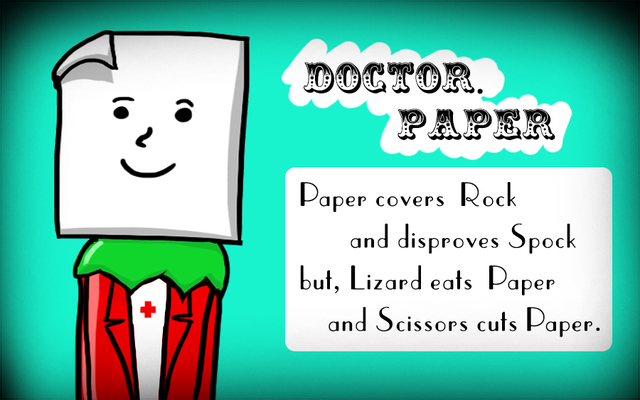 DOCTOR.
PAPER
Paper covers Rock
and disproves Spock
but, Lizard eats Paper
and Scissors cuts Paper.